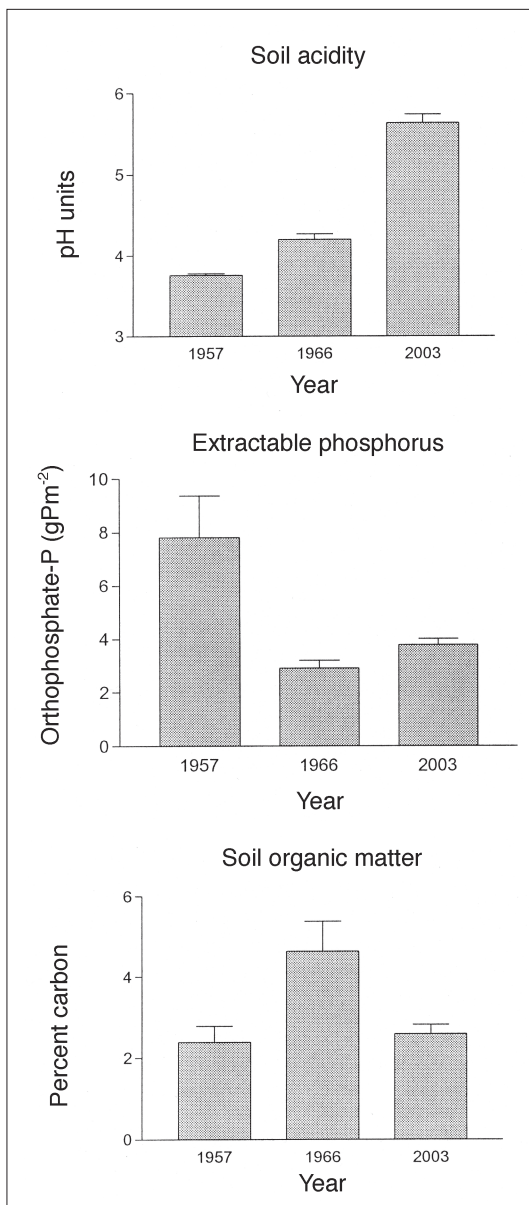 Soil acidity
6
5
4
3
pH units
1957 1966 2003
Year
Extractable phosphorus
10
8
6
4
2
0
Orthophosphate-P (gPm-2)
1957 1966 2003
Year
Soil organic matter
6
4
2
0
Percent carbon
1957 1966 2003
Year